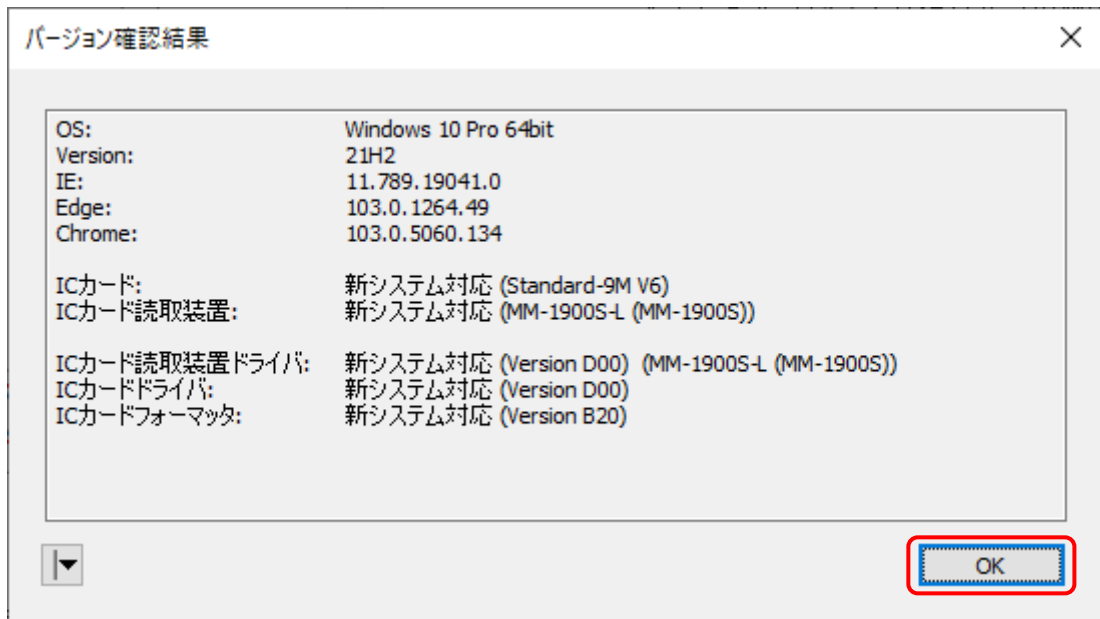 バージョン確認結果
OS: Windows 10 Pro 64bit
Version: 21H2
IE: 11.789.19041.0
Edge: 103.0.1264.49
Chrome: 103.0.5060.134
ICカード: 新システム対応 (Standard-9M V6)
ICカード読取装置: 新システム対応 (MM-1900S-L (MM-1900S))
ICカード読取装置ドライバ: 新システム対応 (Version D00) (MM-1900S-L (MM-1900S))
ICカードドライバ: 新システム対応 (Version D00)
ICカードフォーマッタ: 新システム対応 (Version B20)
OK